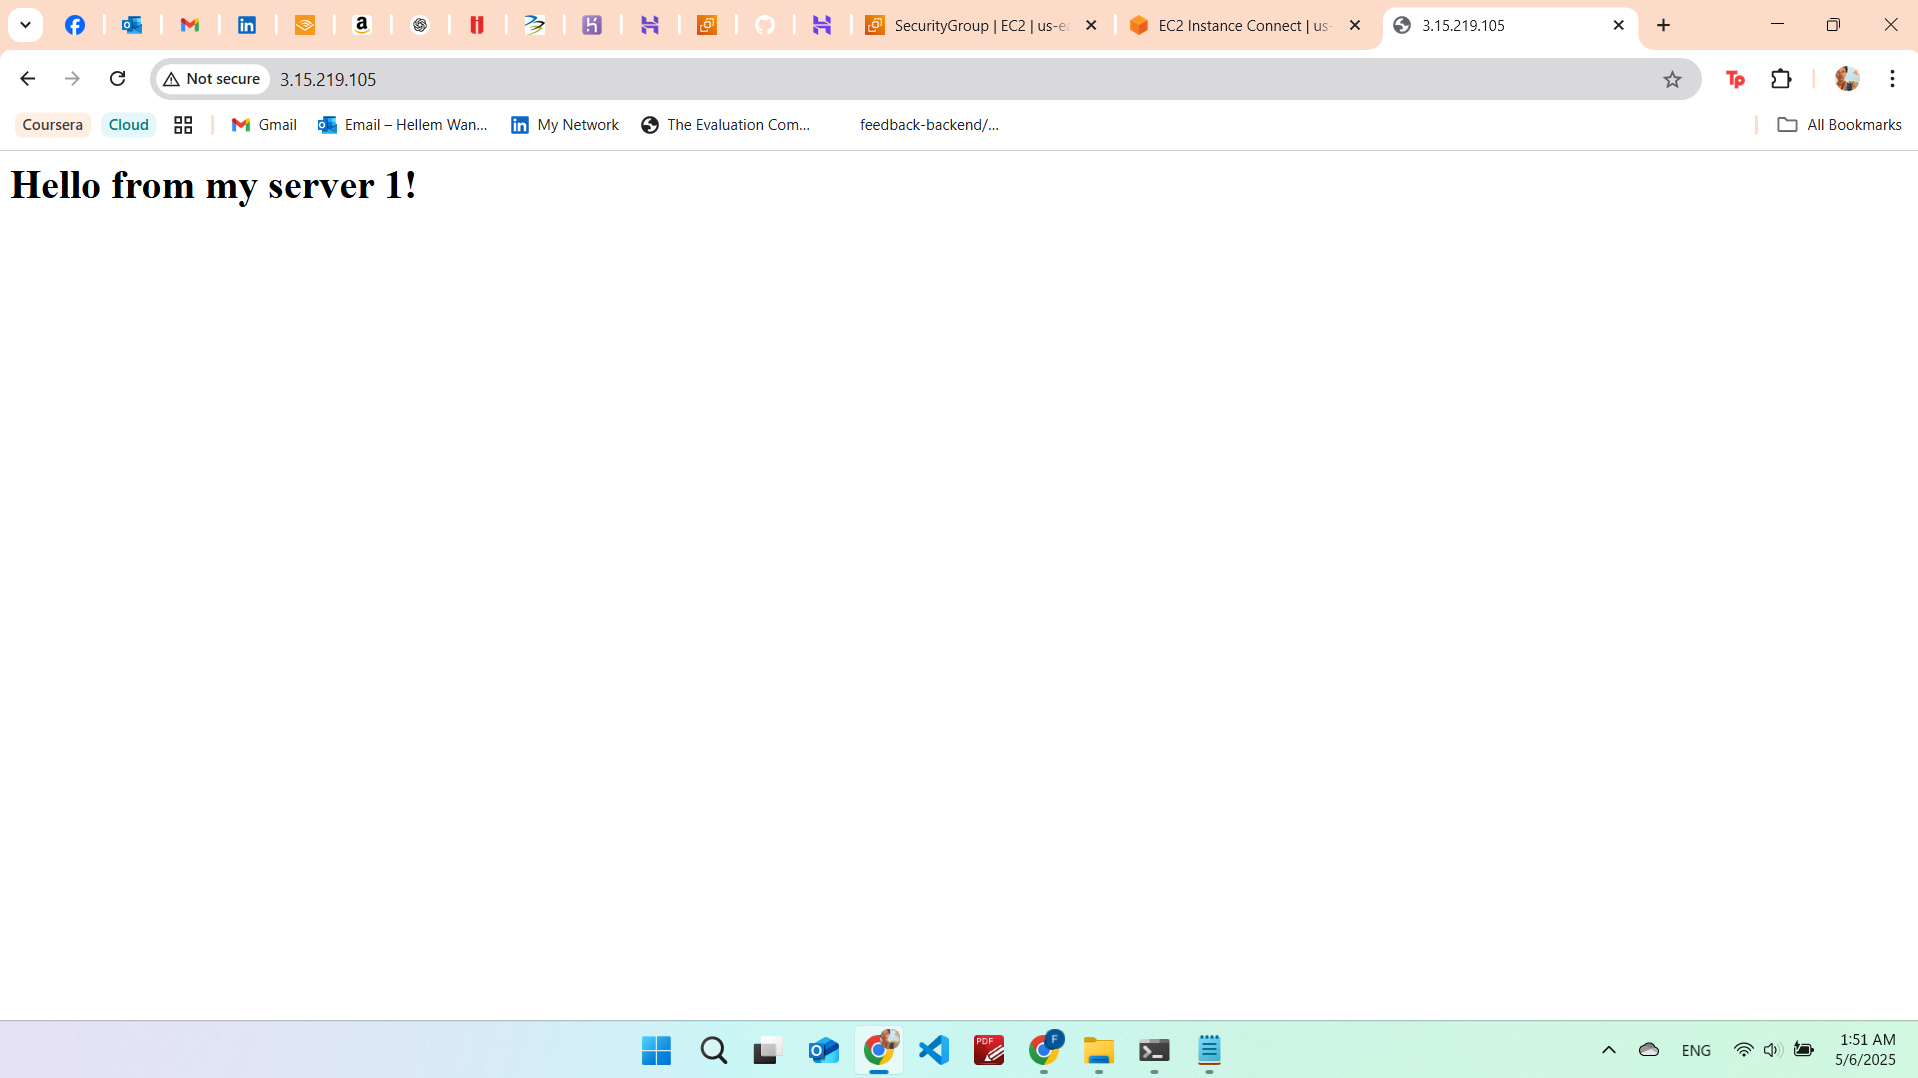 SecurityGroup | EC2 | us-ea
EC2 Instance Connect | us-
3.15.219.105
Not secure
3.15.219.105
Coursera
Cloud
Gmail
Email – Hellem Wan...
My Network
The Evaluation Com...
feedback-backend/...
All Bookmarks
Hello from my server 1!
ENG
1:51 AM
5/6/2025